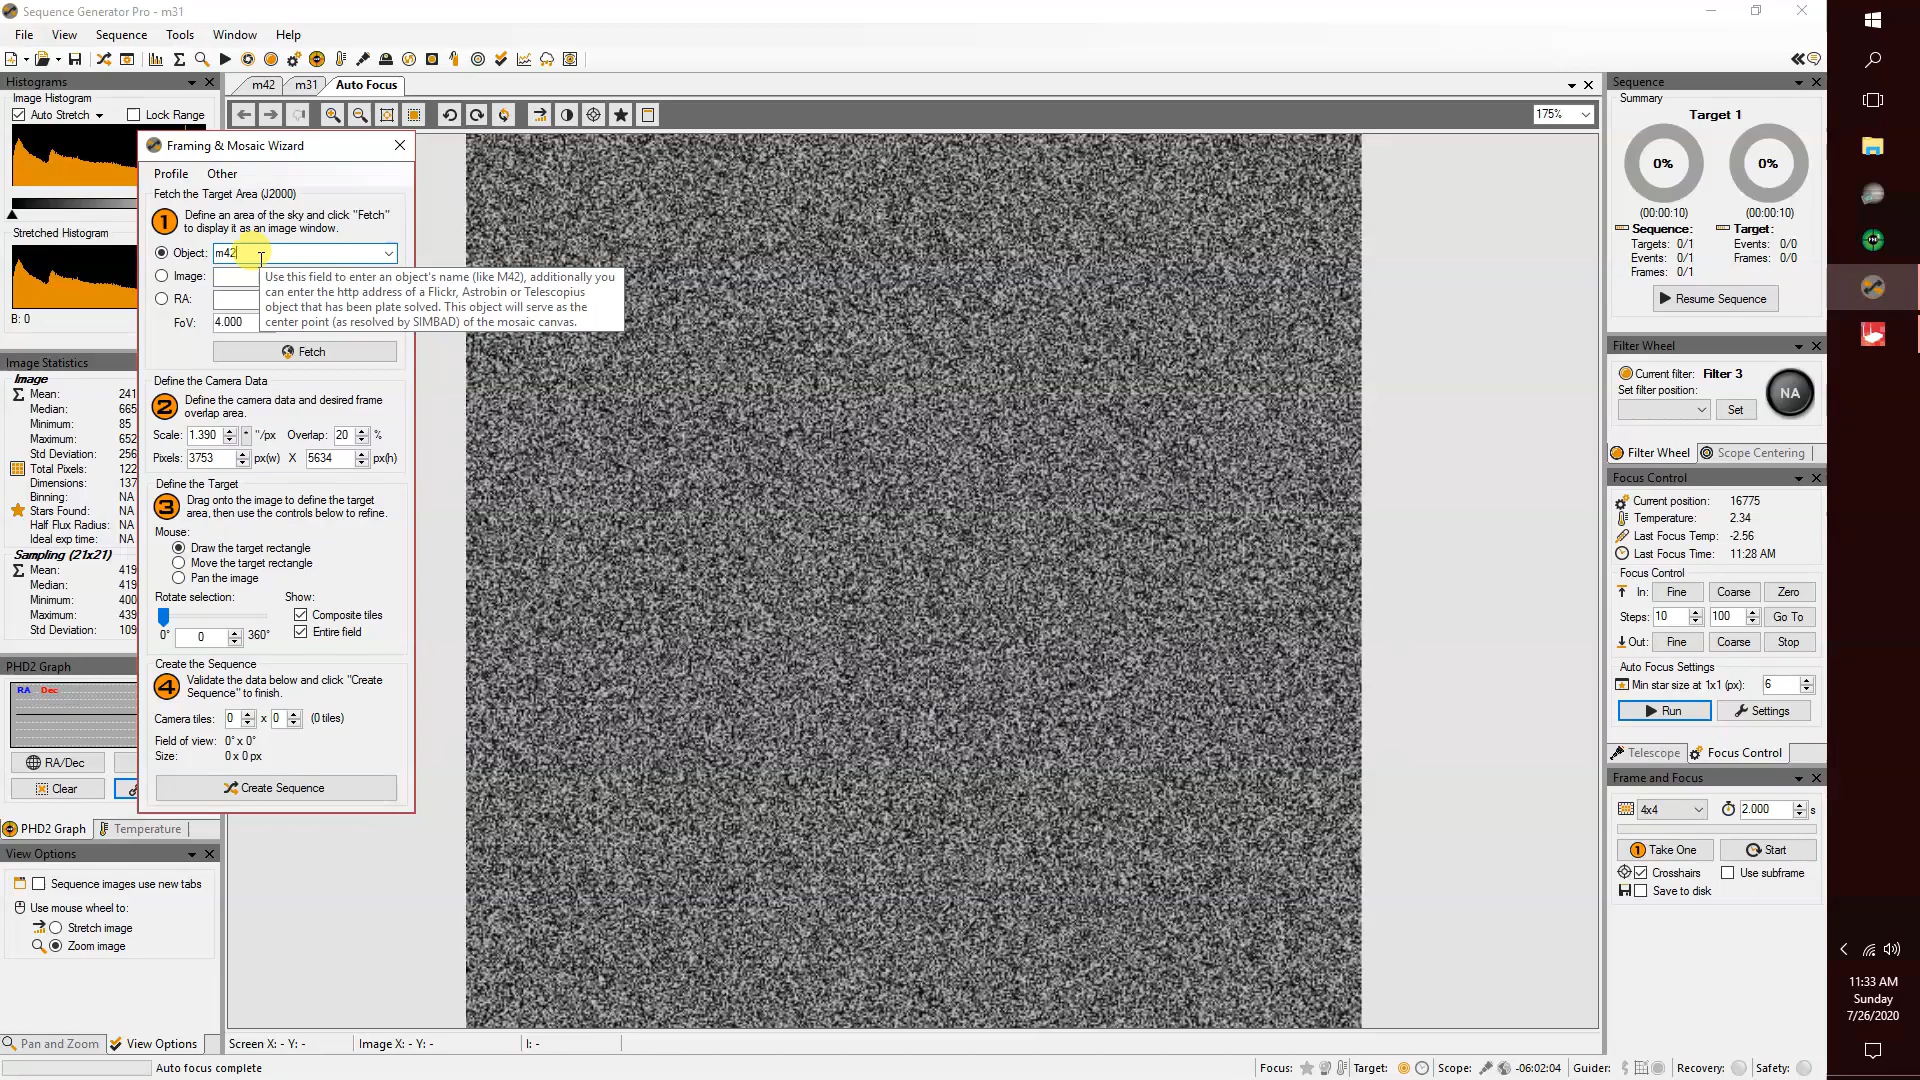 Sequence Generator Pro - m31
File View Sequence Tools Window Help
Histograms
Image Histogram
Auto Stretch Lock Range
Stretched Histogram
B: 0
Image Statistics
Image
Mean: 241
Median: 665
Minimum: 85
Maximum: 652
Std Deviation: 256
Total Pixels: 122
Dimensions: 137
Binning: NA
Stars Found: NA
Half Flux Radius: NA
Ideal exp time: NA
Sampling (21x21)
Mean: 419
Median: 419
Minimum: 400
Maximum: 439
Std Deviation: 109
PHD2 Graph
RA Dec
RA/Dec
Clear
PHD2 Graph Temperature
View Options
Sequence images use new tabs
Use mouse wheel to:
Stretch image
Zoom image
Pan and Zoom View Options
m42 m31 Auto Focus
175%
Framing & Mosaic Wizard
Profile Other
Fetch the Target Area (J2000)
1 Define an area of the sky and click "Fetch"
to display it as an image window.
Object: m42
Image:
RA:
FoV: 4.000
Use this field to enter an object's name (like M42), additionally you
can enter the http address of a Flickr, Astrobin or Telescopius
object that has been plate solved. This object will serve as the
center point (as resolved by SIMBAD) of the mosaic canvas.
Fetch
Define the Camera Data
2 Define the camera data and desired frame
overlap area.
Scale: 1.390 * "/px Overlap: 20 %
Pixels: 3753 px(w) X 5634 px(h)
Define the Target
3 Drag onto the image to define the target
area, then use the controls below to refine.
Mouse:
Draw the target rectangle
Move the target rectangle
Pan the image
Rotate selection: Show:
Composite tiles
Entire field
0° 0 360°
Create the Sequence
4 Validate the data below and click "Create
Sequence" to finish.
Camera tiles: 0 x 0 (0 tiles)
Field of view: 0° x 0°
Size: 0 x 0 px
Create Sequence
Screen X: - Y: - Image X: - Y: - I: -
Sequence
Summary
Target 1
0% 0%
(00:00:10) (00:00:10)
Sequence: Target:
Targets: 0/1 Events: 0/0
Events: 0/1 Frames: 0/0
Frames: 0/1
Resume Sequence
Filter Wheel
Current filter: Filter 3
Set filter position:
Set
NA
Filter Wheel Scope Centering
Focus Control
Current position: 16775
Temperature: 2.34
Last Focus Temp: -2.56
Last Focus Time: 11:28 AM
Focus Control
In: Fine Coarse Zero
Steps: 10 100 Go To
Out: Fine Coarse Stop
Auto Focus Settings
Min star size at 1x1 (px): 6
Run Settings
Telescope Focus Control
Frame and Focus
4x4 2.000 s
1 Take One Start
Crosshairs Use subframe
Save to disk
Auto focus complete
Focus: Target: Scope: -06:02:04 Guider: Recovery: Safety:
11:33 AM
Sunday
7/26/2020